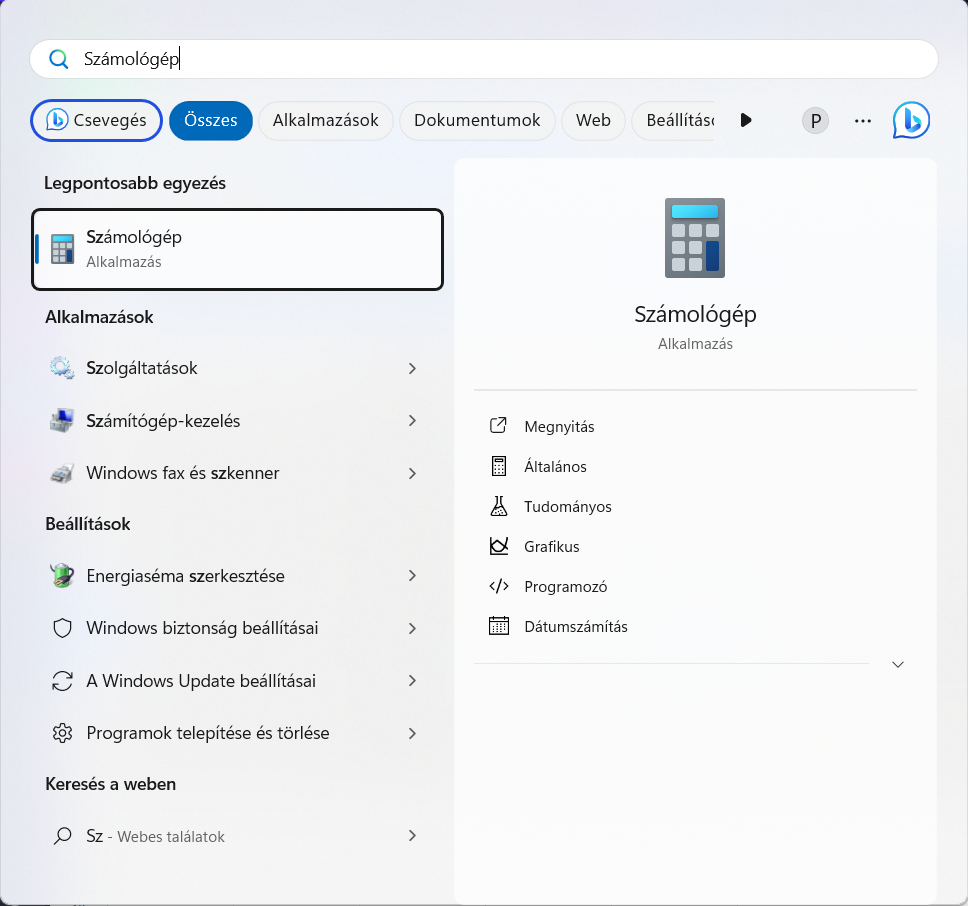 Számológép
Csevegés
Összes
Alkalmazások
Dokumentumok
Web
Beállításo
P
Legpontosabb egyezés
Számológép
Alkalmazás
Alkalmazások
Szolgáltatások
Számítógép-kezelés
Windows fax és szkenner
Beállítások
Energiaséma szerkesztése
Windows biztonság beállításai
A Windows Update beállításai
Programok telepítése és törlése
Keresés a weben
Sz - Webes találatok
Számológép
Alkalmazás
Megnyitás
Általános
Tudományos
Grafikus
Programozó
Dátumszámítás